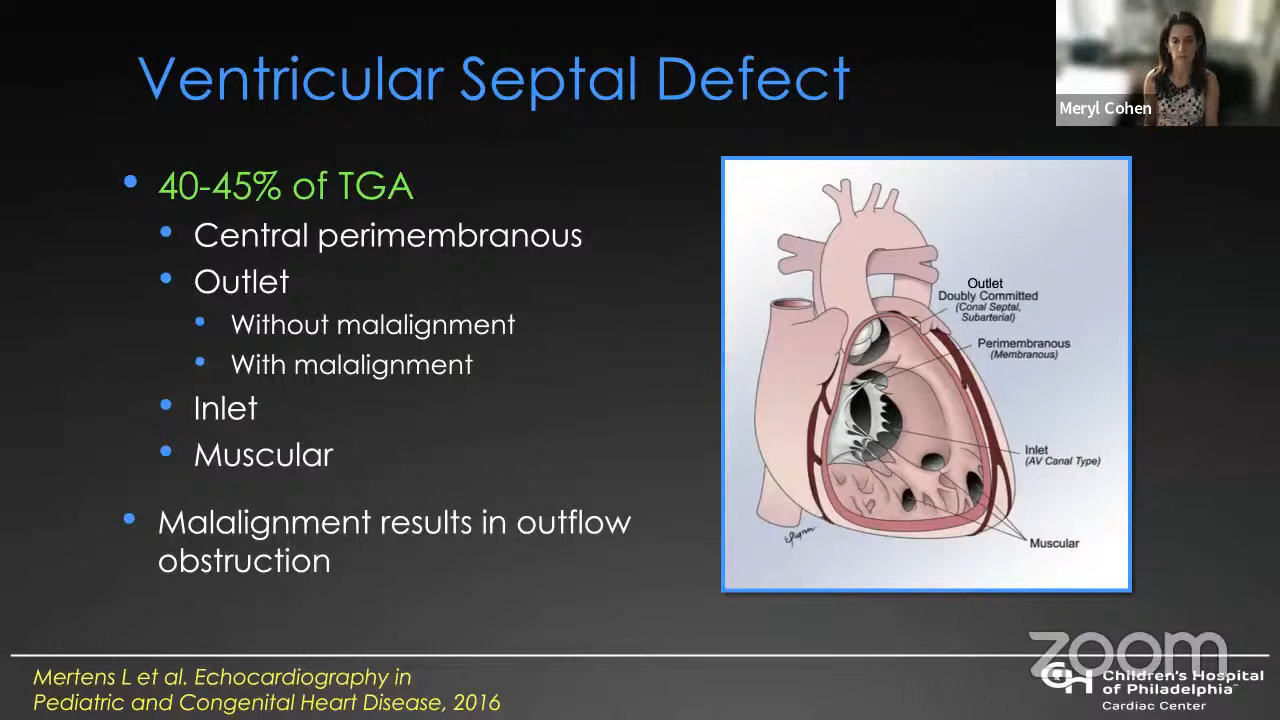 Ventricular Septal Defect
Meryl Cohen
• 40-45% of TGA
• Central perimembranous
• Outlet
• Without malalignment
• With malalignment
• Inlet
• Muscular
• Malalignment results in outflow
obstruction
Outlet
Doubly Committed
(Conal Septal,
Subarterial)
Perimembranous
(Membranous)
Inlet
(AV Canal Type)
Muscular
Mertens L et al. Echocardiography in
Pediatric and Congenital Heart Disease, 2016
zoom
CH Children's Hospital
of Philadelphia
Cardiac Center